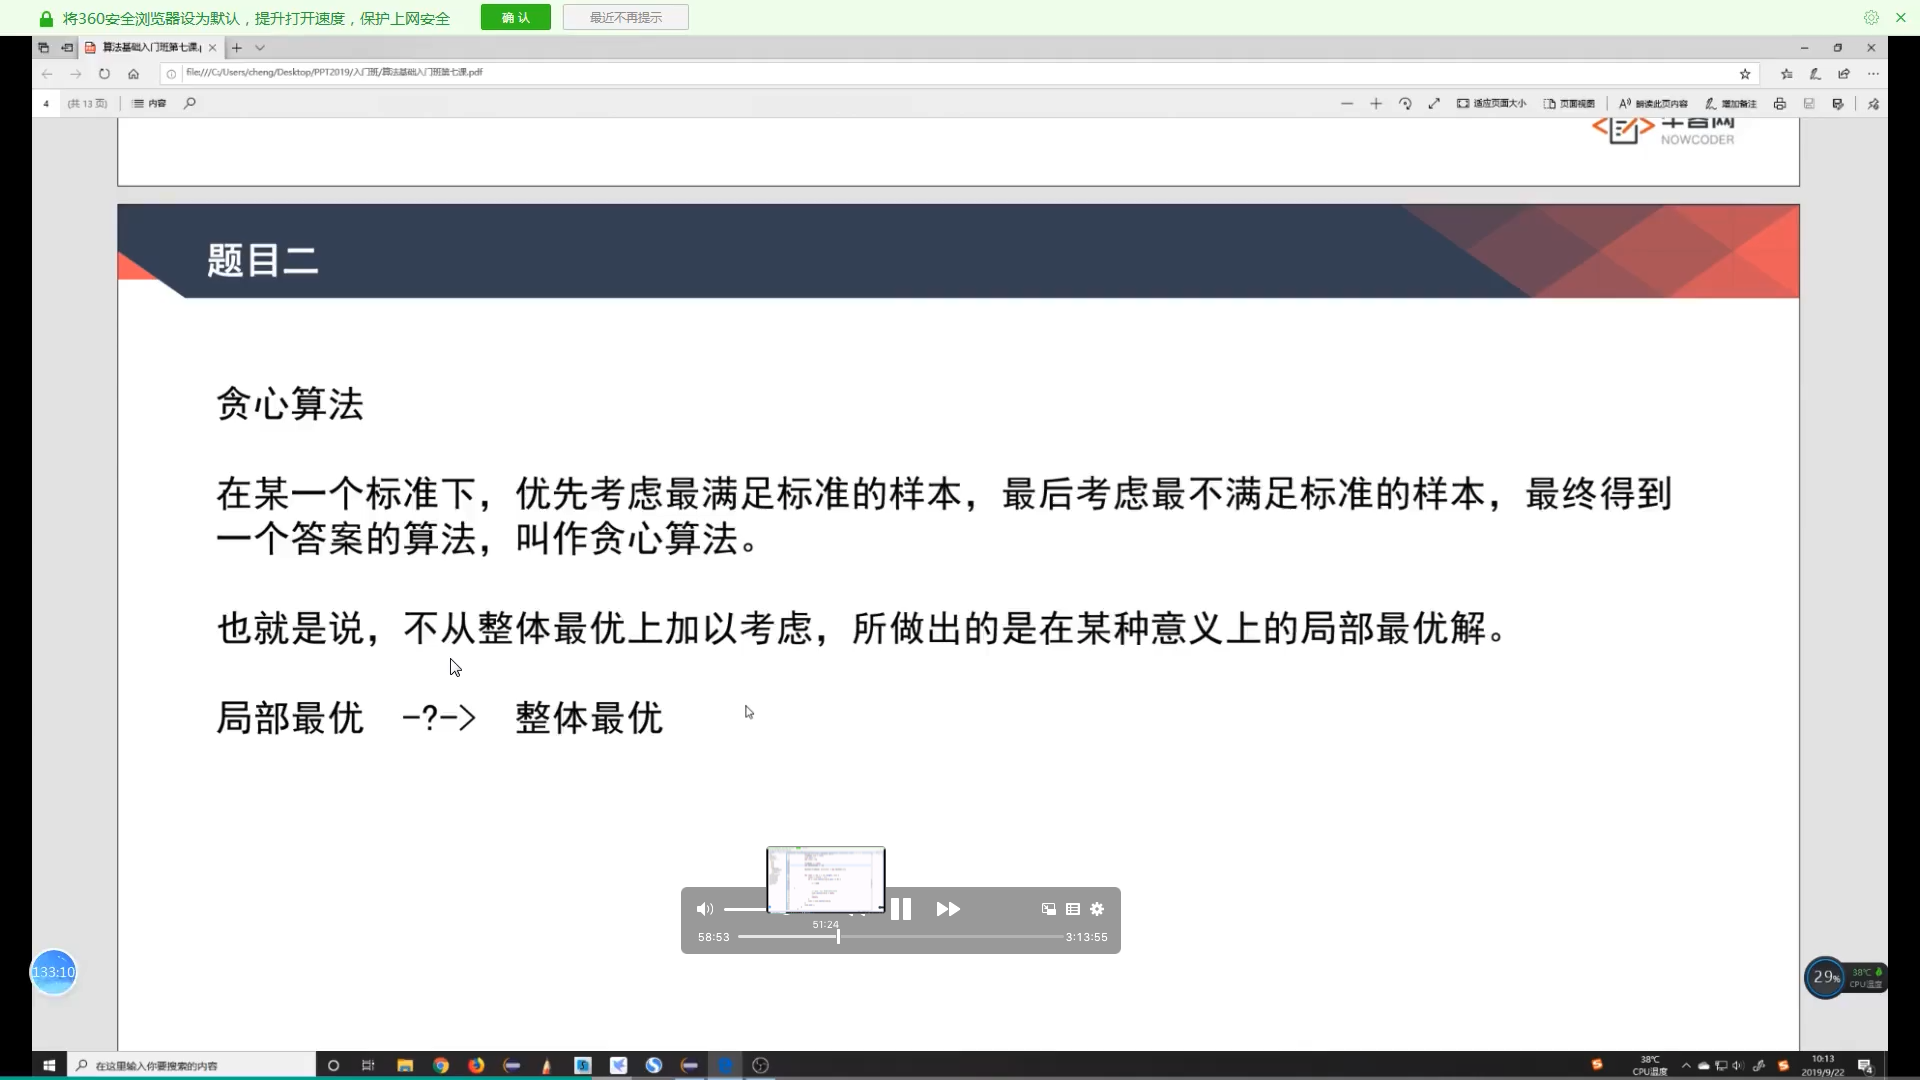 将360安全浏览器设为默认，提升打开速度，保护上网安全
确认
最近不再提示
算法基础入门班第七课.p
file:///C:/Users/cheng/Desktop/PPT2019/入门班/算法基础入门班第七课.pdf
4 (共 13 页) 内容
适应页面大小 页面视图 朗读此页内容 增加备注
牛客网
NOWCODER
题目二
贪心算法
在某一个标准下，优先考虑最满足标准的样本，最后考虑最不满足标准的样本，最终得到
一个答案的算法，叫作贪心算法。
也就是说，不从整体最优上加以考虑，所做出的是在某种意义上的局部最优解。
局部最优 -?-> 整体最优
51:24
58:53
3:13:55
133:10
29%
38℃
CPU温度
在这里输入你要搜索的内容
38℃
CPU温度
10:13
2019/9/22
4